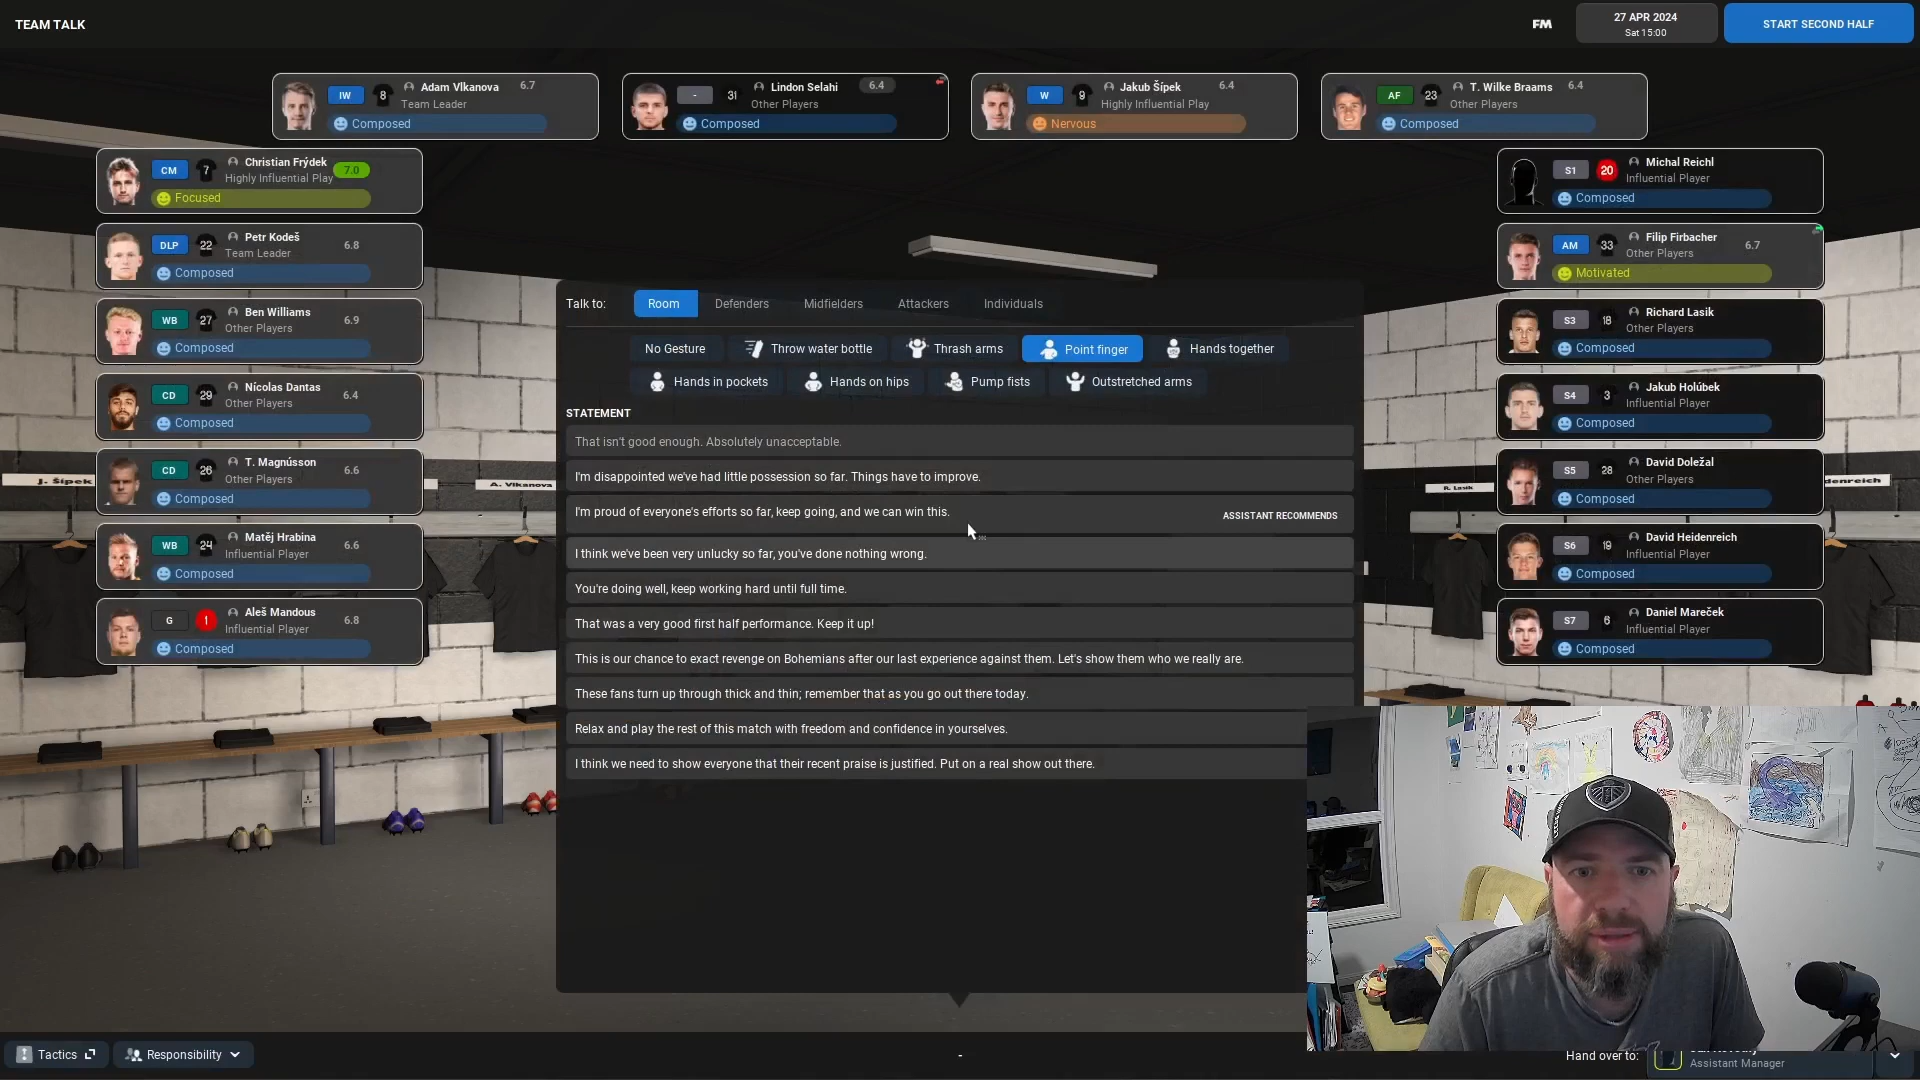 TEAM TALK
FM
27 APR 2024
Sat 15:00
START SECOND HALF
IW 8 Adam Vlkanova 6.7
Team Leader
Composed
- 31 Lindon Selahi 6.4
Other Players
Composed
W 9 Jakub Šípek 6.4
Highly Influential Play
Nervous
AF 23 T. Wilke Braams 6.4
Other Players
Composed
CM 7 Christian Frýdek 7.0
Highly Influential Play
Focused
DLP 22 Petr Kodeš 6.8
Team Leader
Composed
WB 27 Ben Williams 6.9
Other Players
Composed
CD 29 Nícolas Dantas 6.4
Other Players
Composed
CD 26 T. Magnússon 6.6
Other Players
Composed
WB 24 Matěj Hrabina 6.6
Influential Player
Composed
G 1 Aleš Mandous 6.8
Influential Player
Composed
S1 20 Michal Reichl
Influential Player
Composed
AM 33 Filip Firbacher 6.7
Other Players
Motivated
S3 18 Richard Lasik
Other Players
Composed
S4 3 Jakub Holúbek
Influential Player
Composed
S5 28 David Doležal
Other Players
Composed
S6 19 David Heidenreich
Influential Player
Composed
S7 6 Daniel Mareček
Influential Player
Composed
J. Šípek
A. Vlkanova
R. Lasik
denreich
Talk to: Room Defenders Midfielders Attackers Individuals
No Gesture Throw water bottle Thrash arms Point finger Hands together
Hands in pockets Hands on hips Pump fists Outstretched arms
STATEMENT
That isn't good enough. Absolutely unacceptable.
I'm disappointed we've had little possession so far. Things have to improve.
I'm proud of everyone's efforts so far, keep going, and we can win this.
ASSISTANT RECOMMENDS
I think we've been very unlucky so far, you've done nothing wrong.
You're doing well, keep working hard until full time.
That was a very good first half performance. Keep it up!
This is our chance to exact revenge on Bohemians after our last experience against them. Let's show them who we really are.
These fans turn up through thick and thin; remember that as you go out there today.
Relax and play the rest of this match with freedom and confidence in yourselves.
I think we need to show everyone that their recent praise is justified. Put on a real show out there.
Tactics Responsibility
-
Hand over to:
Assistant Manager